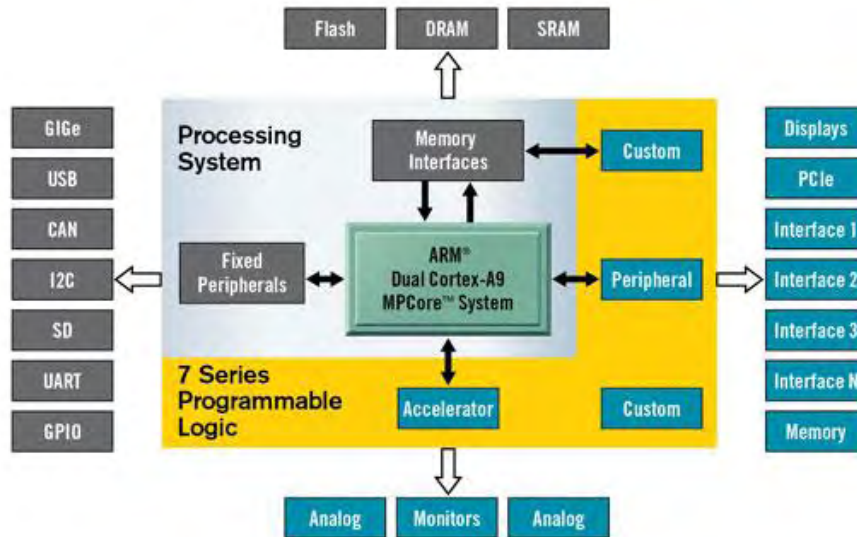 Flash
DRAM
SRAM
GIGe
USB
CAN
I2C
SD
UART
GPIO
Processing
System
Memory
Interfaces
Custom
Fixed
Peripherals
ARM®
Dual Cortex-A9
MPCore™ System
Peripheral
7 Series
Programmable
Logic
Accelerator
Custom
Displays
PCIe
Interface 1
Interface 2
Interface 3
Interface N
Memory
Analog
Monitors
Analog